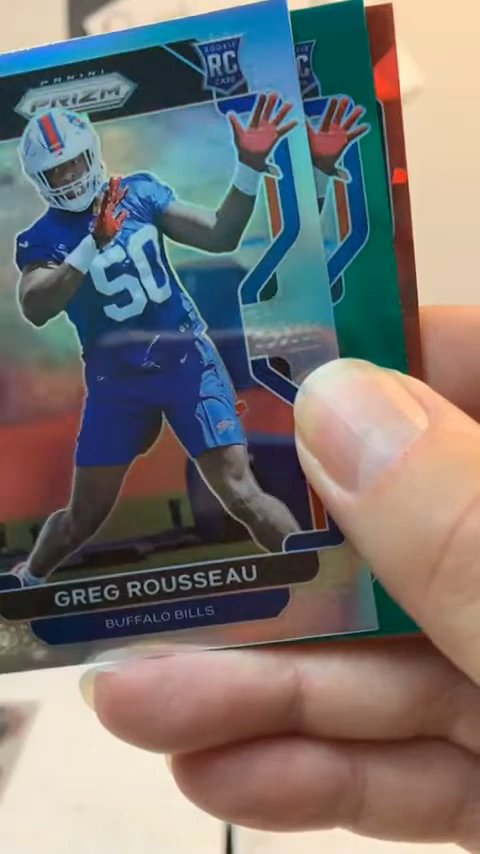 PANINI
PRIZM
ROOKIE
RC
CARD
50
GREG ROUSSEAU
BUFFALO BILLS